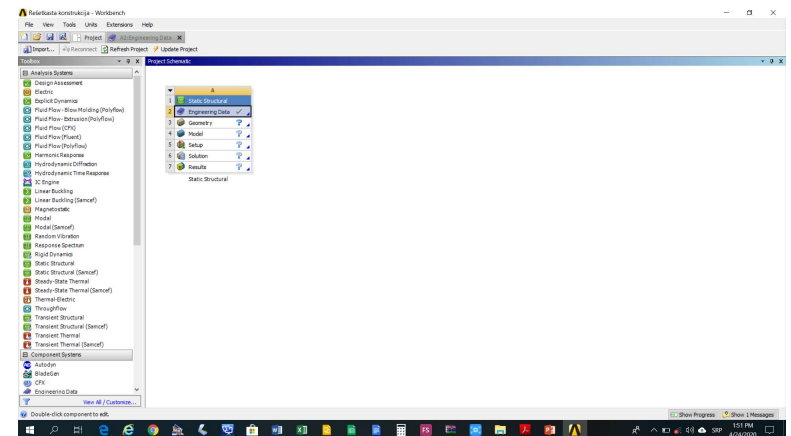 Rešetkasta konstrukcija - Workbench
File View Tools Units Extensions Help
Project A2:Engineering Data
Import... Reconnect Refresh Project Update Project
Toolbox
Project Schematic
Analysis Systems
Design Assessment
Electric
Explicit Dynamics
Fluid Flow - Blow Molding (Polyflow)
Fluid Flow - Extrusion (Polyflow)
Fluid Flow (CFX)
Fluid Flow (Fluent)
Fluid Flow (Polyflow)
Harmonic Response
Hydrodynamic Diffraction
Hydrodynamic Time Response
IC Engine
Linear Buckling
Linear Buckling (Samcef)
Magnetostatic
Modal
Modal (Samcef)
Random Vibration
Response Spectrum
Rigid Dynamics
Static Structural
Static Structural (Samcef)
Steady-State Thermal
Steady-State Thermal (Samcef)
Thermal-Electric
Throughflow
Transient Structural
Transient Structural (Samcef)
Transient Thermal
Transient Thermal (Samcef)
Component Systems
Autodyn
BladeGen
CFX
Engineering Data
View All / Customize...
A
1 Static Structural
2 Engineering Data
3 Geometry ?
4 Model ?
5 Setup ?
6 Solution ?
7 Results ?
Static Structural
Double-click component to edit.
Show Progress Show 1 Messages
SRP
1:51 PM
4/24/2020